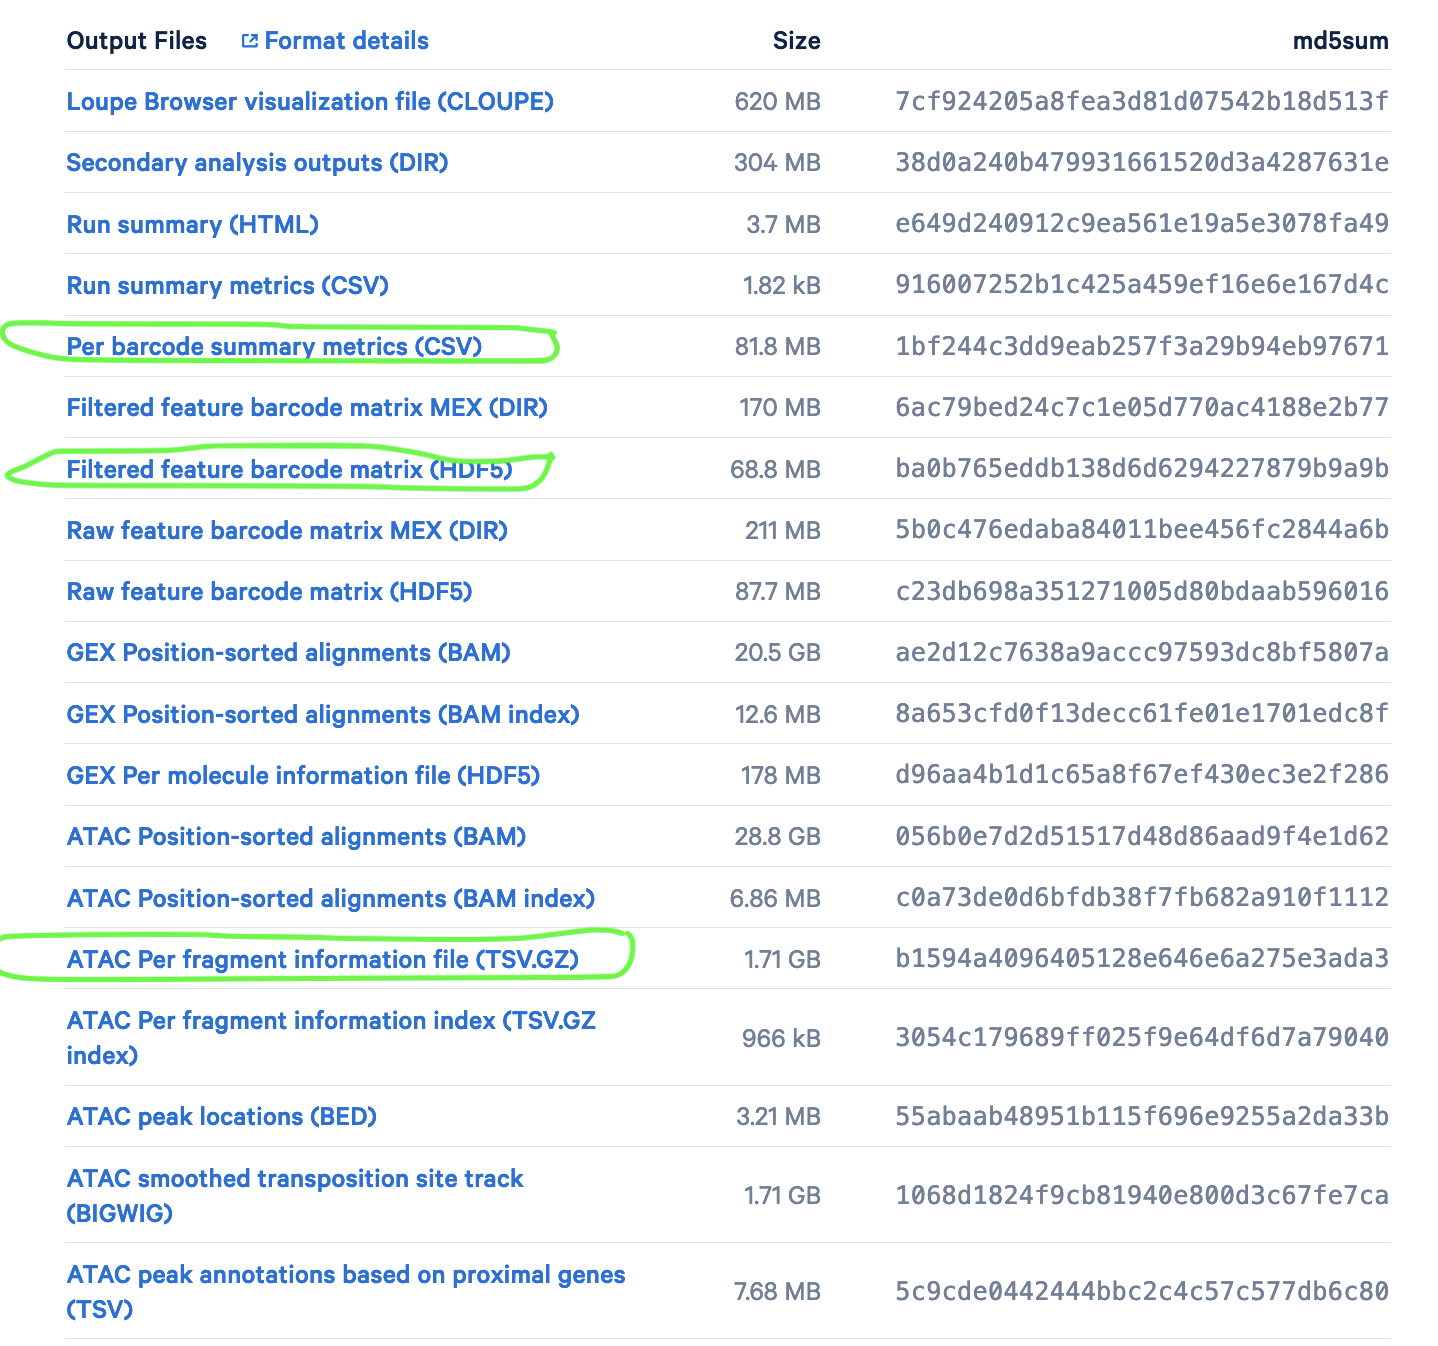 Output Files Format details Size md5sum
Loupe Browser visualization file (CLOUPE) 620 MB 7cf924205a8fea3d81d07542b18d513f
Secondary analysis outputs (DIR) 304 MB 38d0a240b479931661520d3a4287631e
Run summary (HTML) 3.7 MB e649d240912c9ea561e19a5e3078fa49
Run summary metrics (CSV) 1.82 kB 916007252b1c425a459ef16e6e167d4c
Per barcode summary metrics (CSV) 81.8 MB 1bf244c3dd9eab257f3a29b94eb97671
Filtered feature barcode matrix MEX (DIR) 170 MB 6ac79bed24c7c1e05d770ac4188e2b77
Filtered feature barcode matrix (HDF5) 68.8 MB ba0b765eddb138d6d6294227879b9a9b
Raw feature barcode matrix MEX (DIR) 211 MB 5b0c476edaba84011bee456fc2844a6b
Raw feature barcode matrix (HDF5) 87.7 MB c23db698a351271005d80bdaab596016
GEX Position-sorted alignments (BAM) 20.5 GB ae2d12c7638a9accc97593dc8bf5807a
GEX Position-sorted alignments (BAM index) 12.6 MB 8a653cfd0f13decc61fe01e1701edc8f
GEX Per molecule information file (HDF5) 178 MB d96aa4b1d1c65a8f67ef430ec3e2f286
ATAC Position-sorted alignments (BAM) 28.8 GB 056b0e7d2d51517d48d86aad9f4e1d62
ATAC Position-sorted alignments (BAM index) 6.86 MB c0a73de0d6bfdb38f7fb682a910f1112
ATAC Per fragment information file (TSV.GZ) 1.71 GB b1594a4096405128e646e6a275e3ada3
ATAC Per fragment information index (TSV.GZ
index) 966 kB 3054c179689ff025f9e64df6d7a79040
ATAC peak locations (BED) 3.21 MB 55abaab48951b115f696e9255a2da33b
ATAC smoothed transposition site track
(BIGWIG) 1.71 GB 1068d1824f9cb81940e800d3c67fe7ca
ATAC peak annotations based on proximal genes
(TSV) 7.68 MB 5c9cde0442444bbc2c4c57c577db6c80